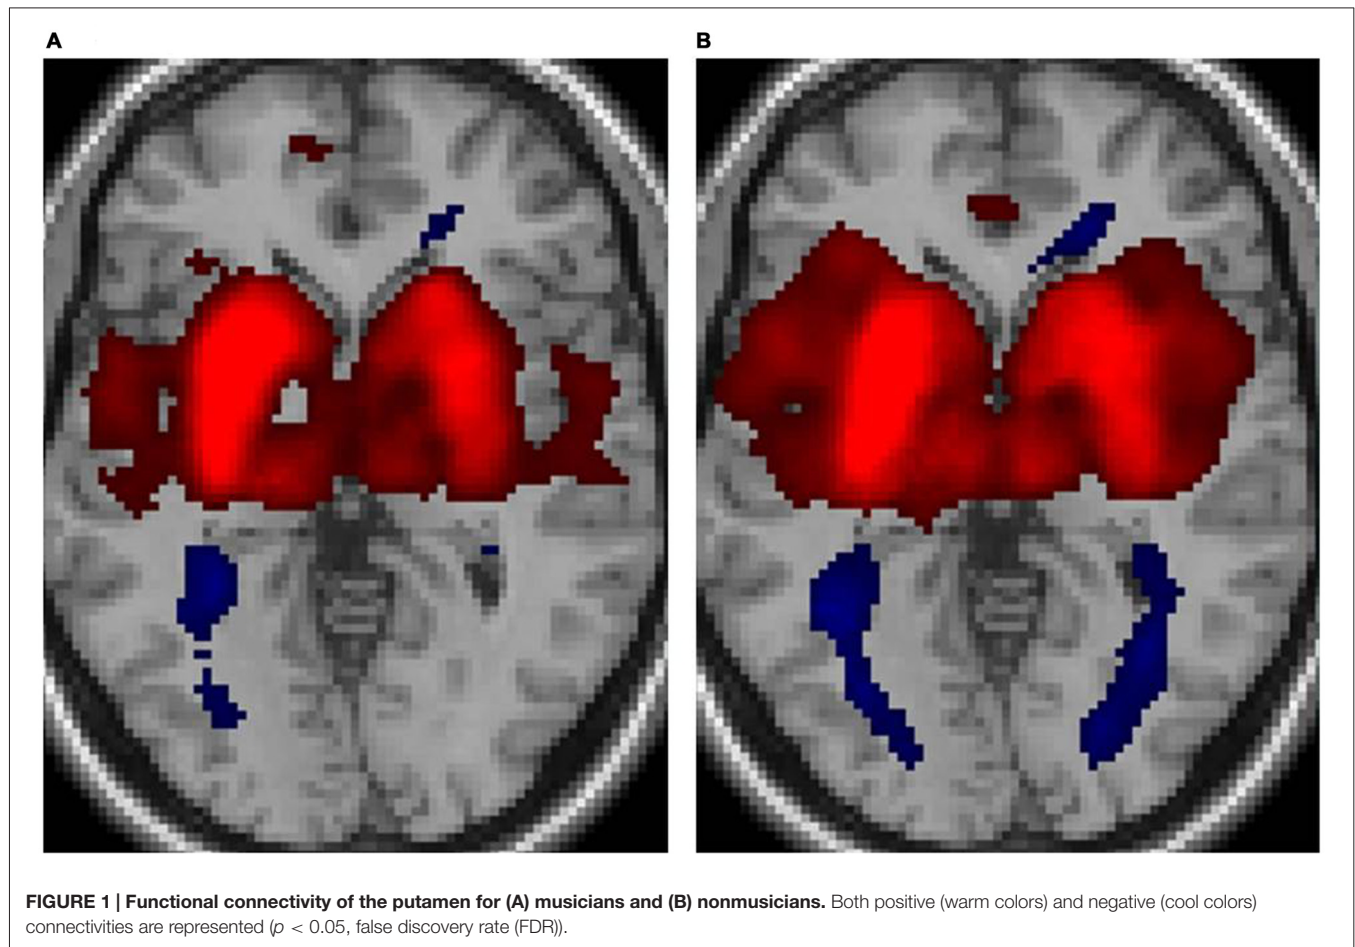 A
B
FIGURE 1 | Functional connectivity of the putamen for (A) musicians and (B) nonmusicians. Both positive (warm colors) and negative (cool colors)
connectivities are represented (p < 0.05, false discovery rate (FDR)).